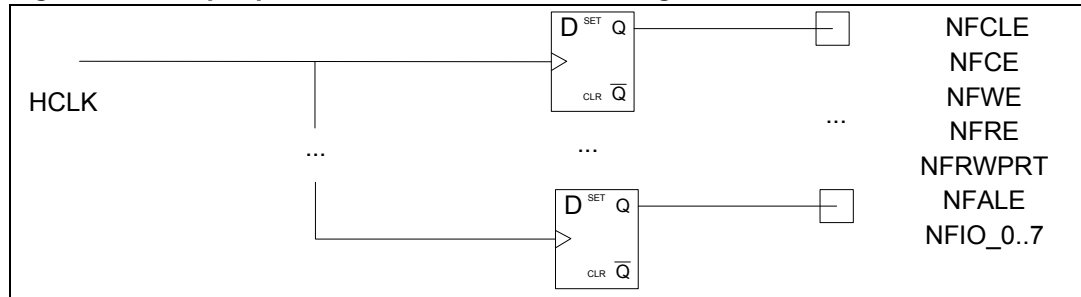 D SET Q
CLR Q
HCLK
...
...
...
D SET Q
CLR Q
NFCLE
NFCE
NFWE
NFRE
NFRWPRT
NFALE
NFIO_0..7